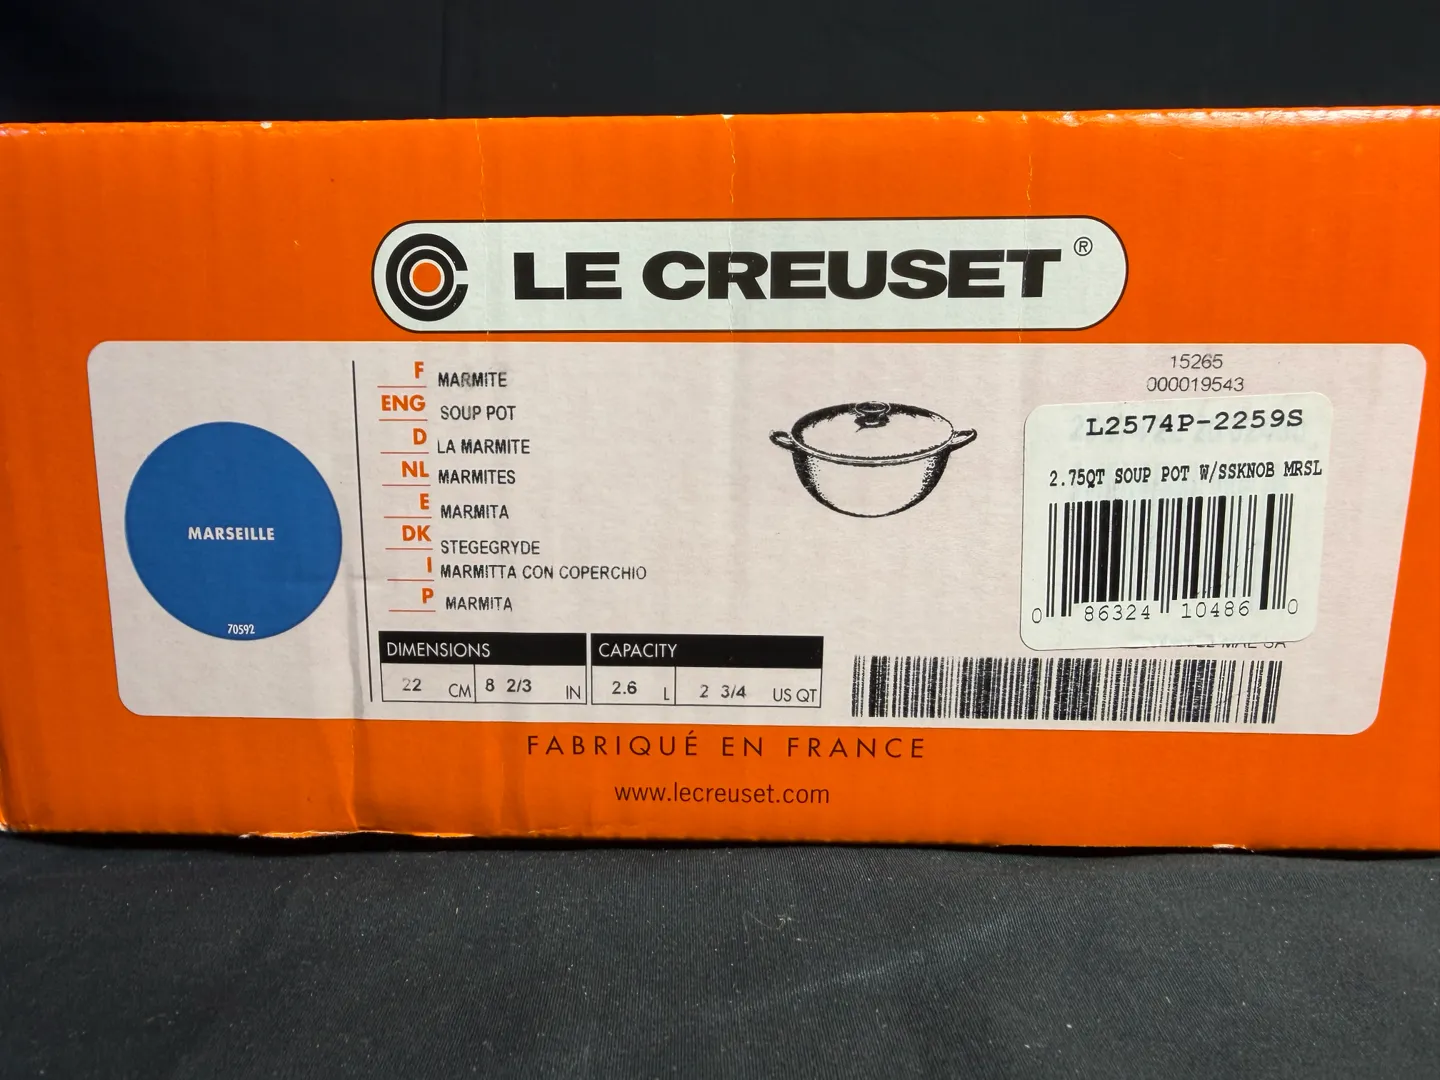 LE CREUSET ®
MARSEILLE
70592
F MARMITE
ENG SOUP POT
D LA MARMITE
NL MARMITES
E MARMITA
DK STEGEGRYDE
I MARMITTA CON COPERCHIO
P MARMITA
DIMENSIONS
22 CM 8 2/3 IN
CAPACITY
2.6 L 2 3/4 US QT
15265
000019543
L2574P-2259S
2.75QT SOUP POT W/SSKNOB MRSL
0 86324 10486 0
FABRIQUÉ EN FRANCE
www.lecreuset.com